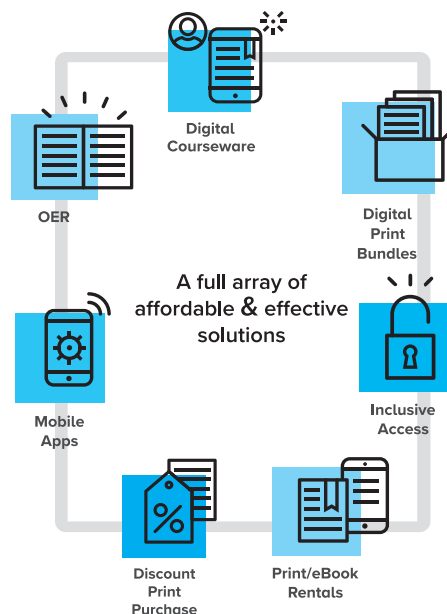 Digital
Courseware
OER
Digital
Print
Bundles
A full array of
affordable & effective
solutions
Mobile
Apps
Inclusive
Access
Discount
Print
Purchase
Print/eBook
Rentals